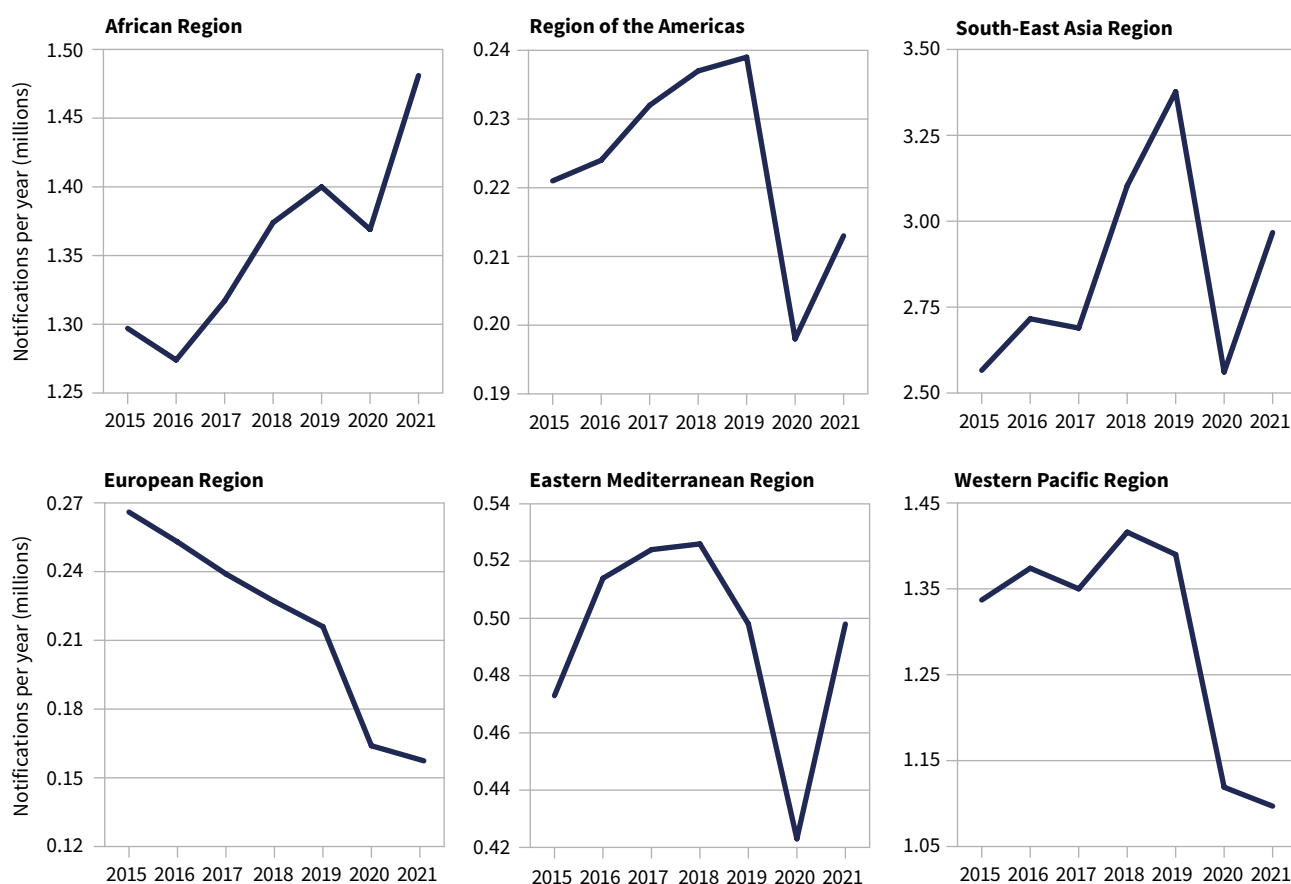 African Region
Region of the Americas
South-East Asia Region
Notifications per year (millions)
1.50
1.45
1.40
1.35
1.30
1.25
2015 2016 2017 2018 2019 2020 2021
0.24
0.23
0.22
0.21
0.20
0.19
2015 2016 2017 2018 2019 2020 2021
3.50
3.25
3.00
2.75
2.50
2015 2016 2017 2018 2019 2020 2021
European Region
Eastern Mediterranean Region
Western Pacific Region
Notifications per year (millions)
0.27
0.24
0.21
0.18
0.15
0.12
2015 2016 2017 2018 2019 2020 2021
0.54
0.52
0.50
0.48
0.46
0.44
0.42
2015 2016 2017 2018 2019 2020 2021
1.45
1.35
1.25
1.15
1.05
2015 2016 2017 2018 2019 2020 2021